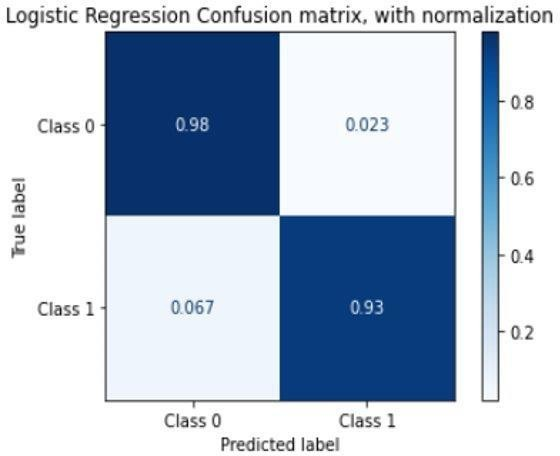 Logistic Regression Confusion matrix, with normalization
Class 0
0.98
0.023
0.8
0.6
True label
0.4
Class 1
0.067
0.93
0.2
Class 0
Class 1
Predicted label